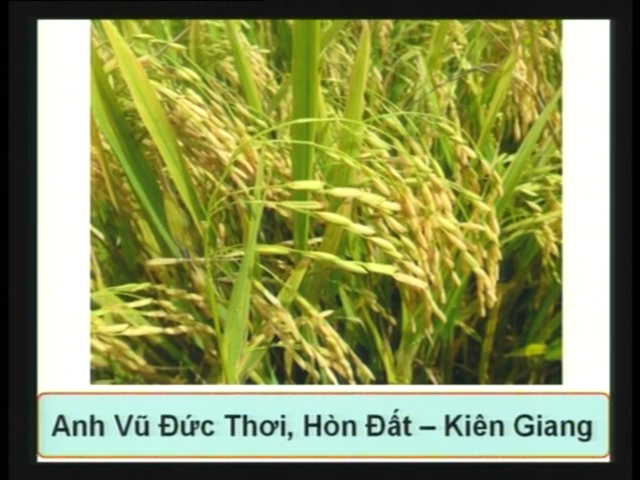 Anh Vũ Đức Thơi, Hòn Đất – Kiên Giang